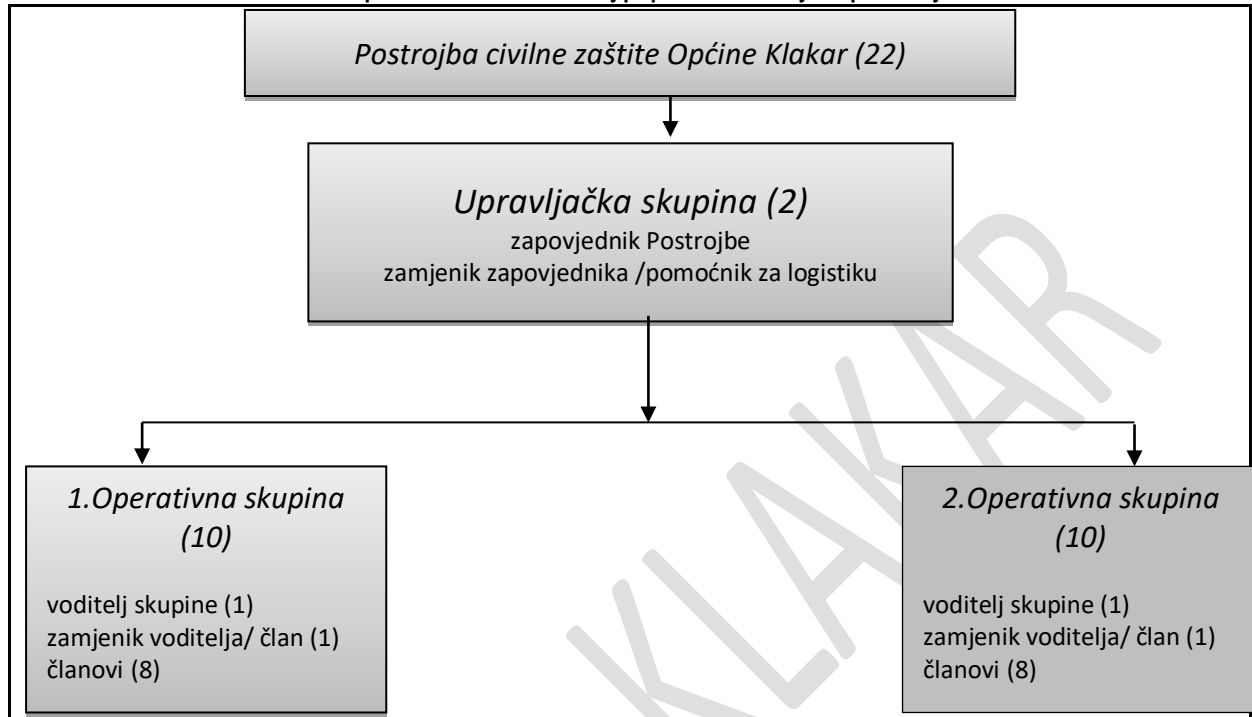 Postrojba civilne zaštite Općine Klakar (22)
Upravljačka skupina (2)
zapovjednik Postrojbe
zamjenik zapovjednika /pomoćnik za logistiku
1.Operativna skupina
(10)
voditelj skupine (1)
zamjenik voditelja/ član (1)
članovi (8)
2.Operativna skupina
(10)
voditelj skupine (1)
zamjenik voditelja/ član (1)
članovi (8)
KLAKAR